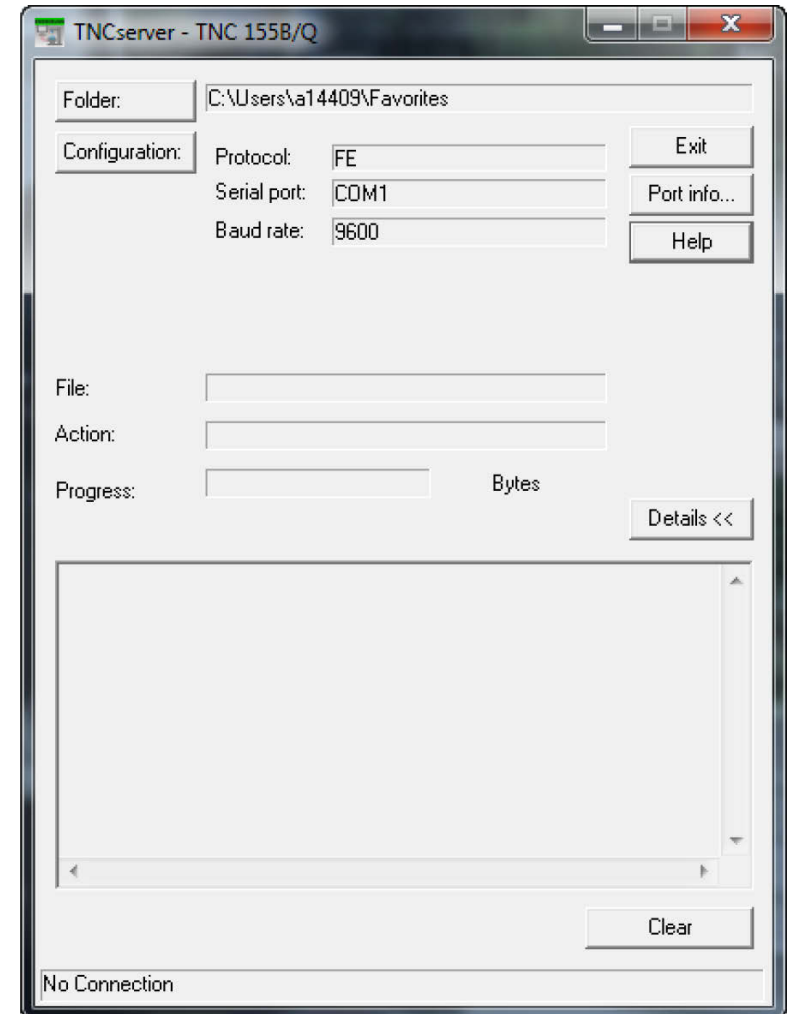 TNCserver - TNC 155B/Q
Folder: C:\Users\a14409\Favorites
Configuration: Protocol: FE Exit
Serial port: COM1 Port info...
Baud rate: 9600 Help
File:
Action:
Progress: Bytes
Details <<
Clear
No Connection